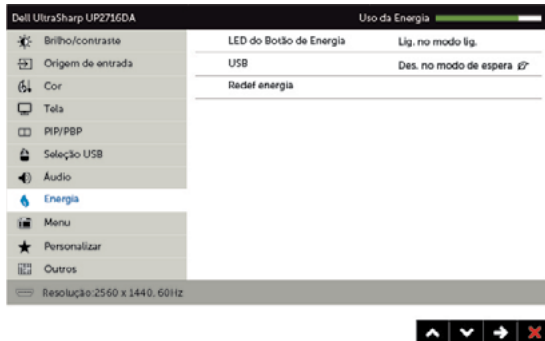 Dell UltraSharp UP2716DA Uso da Energia
Brilho/contraste LED do Botão de Energia Lig. no modo lig.
Origem de entrada USB Des. no modo de espera
Cor Redef energia
Tela
PIP/PBP
Seleção USB
Áudio
Energia
Menu
Personalizar
Outros
Resolução:2560 x 1440, 60Hz